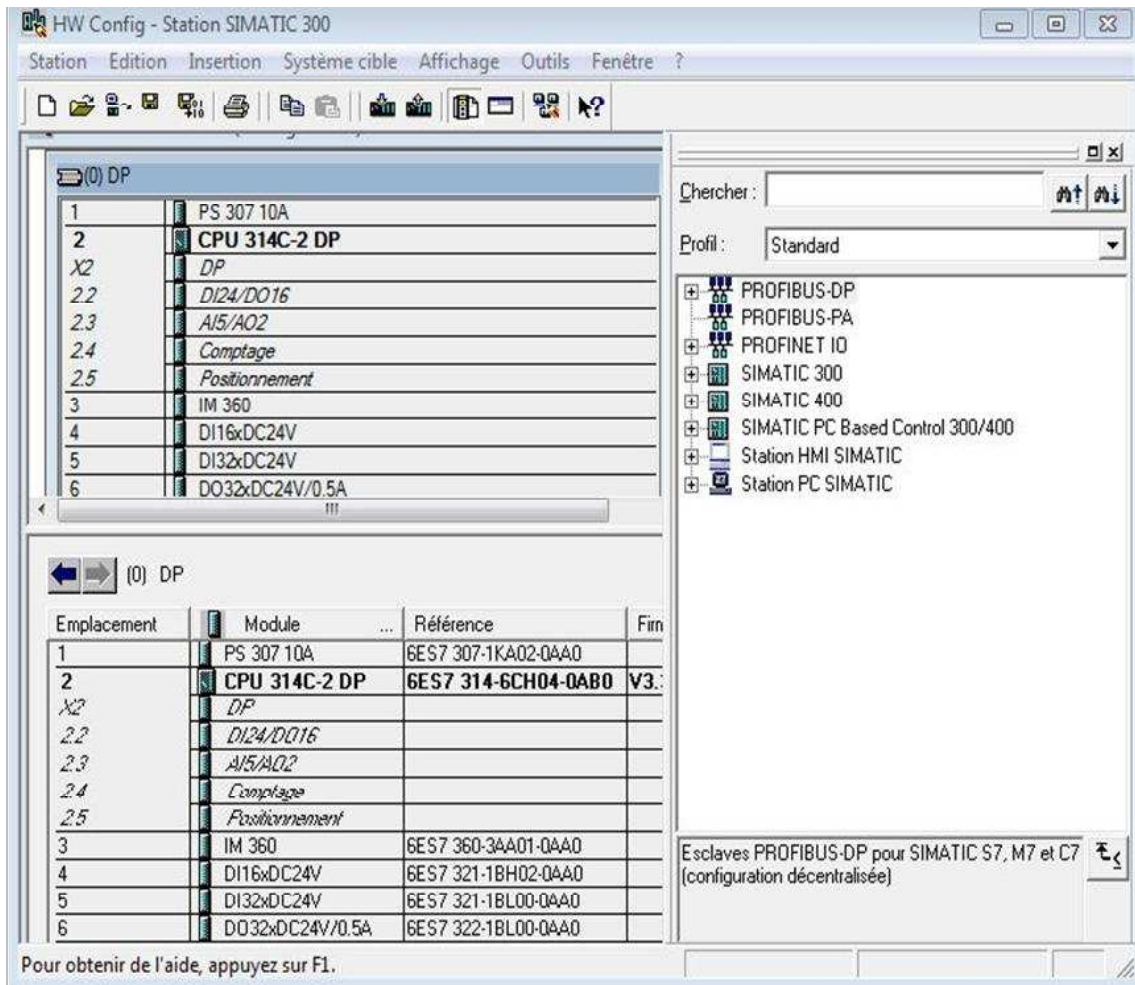 HW Config - Station SIMATIC 300
Station Edition Insertion Système cible Affichage Outils Fenêtre ?
(0) DP
1 PS 307 10A
2 CPU 314C-2 DP
X2 DP
2.2 DI24/DO16
2.3 AI5/AO2
2.4 Comptage
2.5 Positionnement
3 IM 360
4 DI16xDC24V
5 DI32xDC24V
6 DO32xDC24V/0.5A
Chercher :
Profil : Standard
PROFIBUS-DP
PROFIBUS-PA
PROFINET IO
SIMATIC 300
SIMATIC 400
SIMATIC PC Based Control 300/400
Station HMI SIMATIC
Station PC SIMATIC
(0) DP
Emplacement Module ... Référence Firm
1 PS 307 10A 6ES7 307-1KA02-0AA0
2 CPU 314C-2 DP 6ES7 314-6CH04-0AB0 V3.
X2 DP
2.2 DI24/DO16
2.3 AI5/AO2
2.4 Comptage
2.5 Positionnement
3 IM 360 6ES7 360-3AA01-0AA0
4 DI16xDC24V 6ES7 321-1BH02-0AA0
5 DI32xDC24V 6ES7 321-1BL00-0AA0
6 DO32xDC24V/0.5A 6ES7 322-1BL00-0AA0
Esclaves PROFIBUS-DP pour SIMATIC S7, M7 et C7
(configuration décentralisée)
Pour obtenir de l'aide, appuyez sur F1.